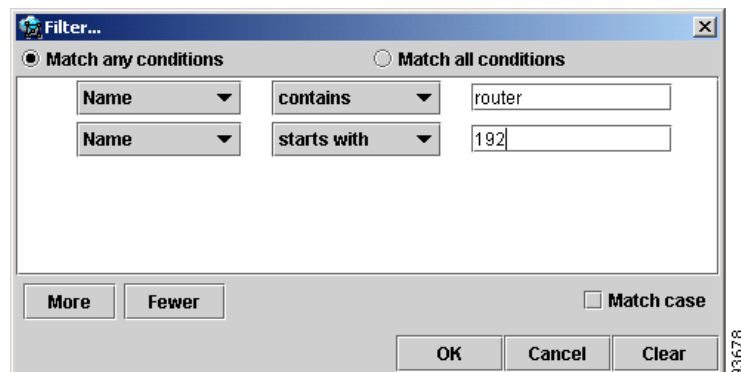 Filter...
Match any conditions Match all conditions
Name contains router
Name starts with 192
More Fewer Match case
OK Cancel Clear